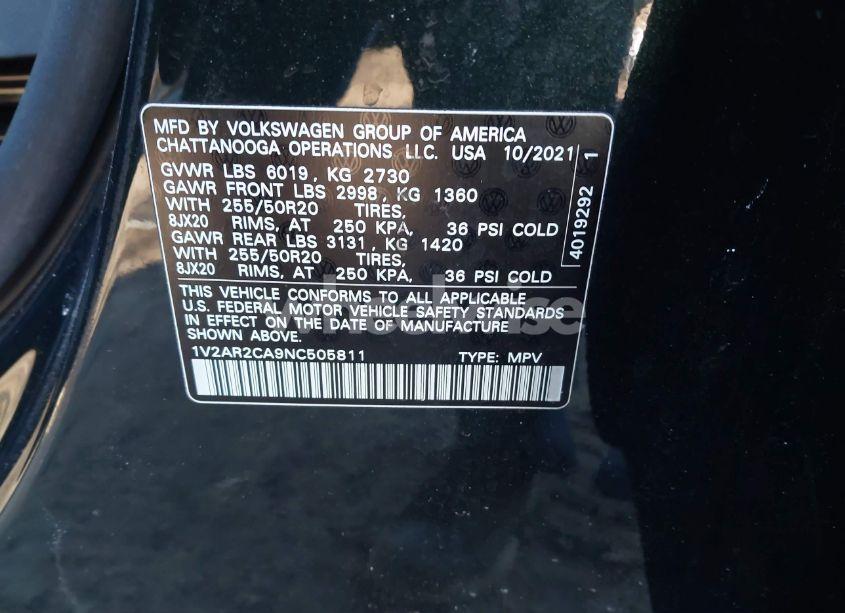 MFD BY VOLKSWAGEN GROUP OF AMERICA
CHATTANOOGA OPERATIONS LLC. USA 10/2021
GVWR LBS 6019, KG 2730
GAWR FRONT LBS 2998, KG 1360
WITH 255/50R20 TIRES,
8JX20 RIMS, AT 250 KPA, 36 PSI COLD
GAWR REAR LBS 3131, KG 1420
WITH 255/50R20 TIRES,
8JX20 RIMS, AT 250 KPA, 36 PSI COLD
4019292 1
THIS VEHICLE CONFORMS TO ALL APPLICABLE
U.S. FEDERAL MOTOR VEHICLE SAFETY STANDARDS
IN EFFECT ON THE DATE OF MANUFACTURE
SHOWN ABOVE.
1V2AR2CA9NC505811 TYPE: MPV